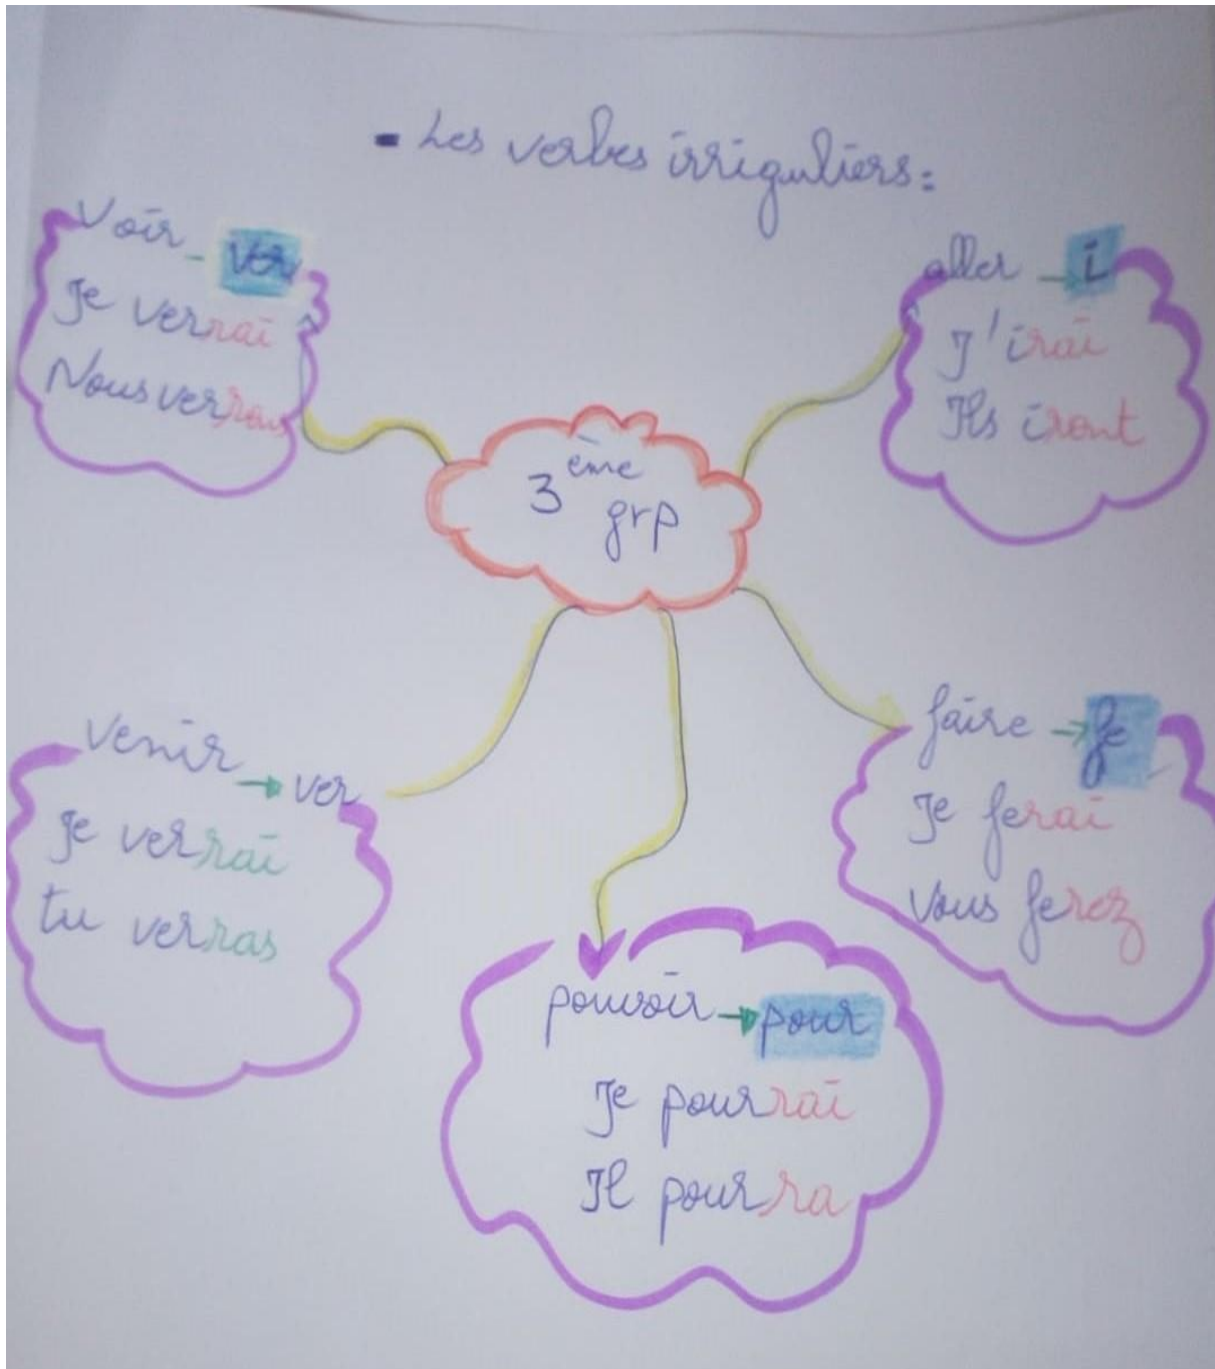 - Les verbes irriguliers:
Voir - ver
Je verrai
Nous verrons
aller → i
J'irai
Ils iront
3ème
grp
venir → ver
Je verrai
tu verras
faire → fe
Je ferai
Vous ferez
pouvoir → pour
Je pourrai
Il pourra